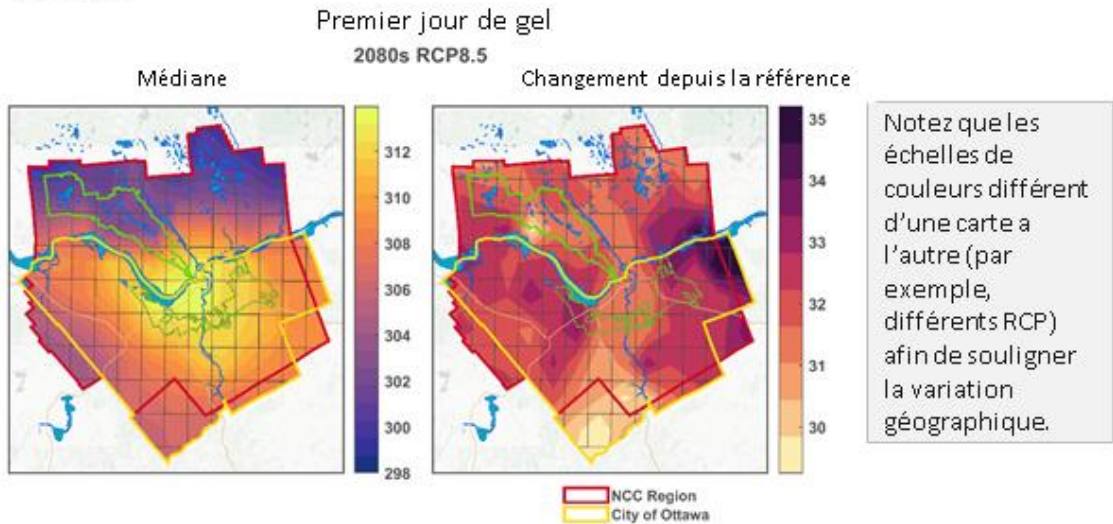 Premier jour de gel
2080s RCP8.5
Médiane
312
310
308
306
304
302
300
298
Changement depuis la référence
35
34
33
32
31
30
Notez que les
échelles de
couleurs différent
d'une carte a
l'autre (par
exemple,
différents RCP)
afin de souligner
la variation
géographique.
NCC Region
City of Ottawa